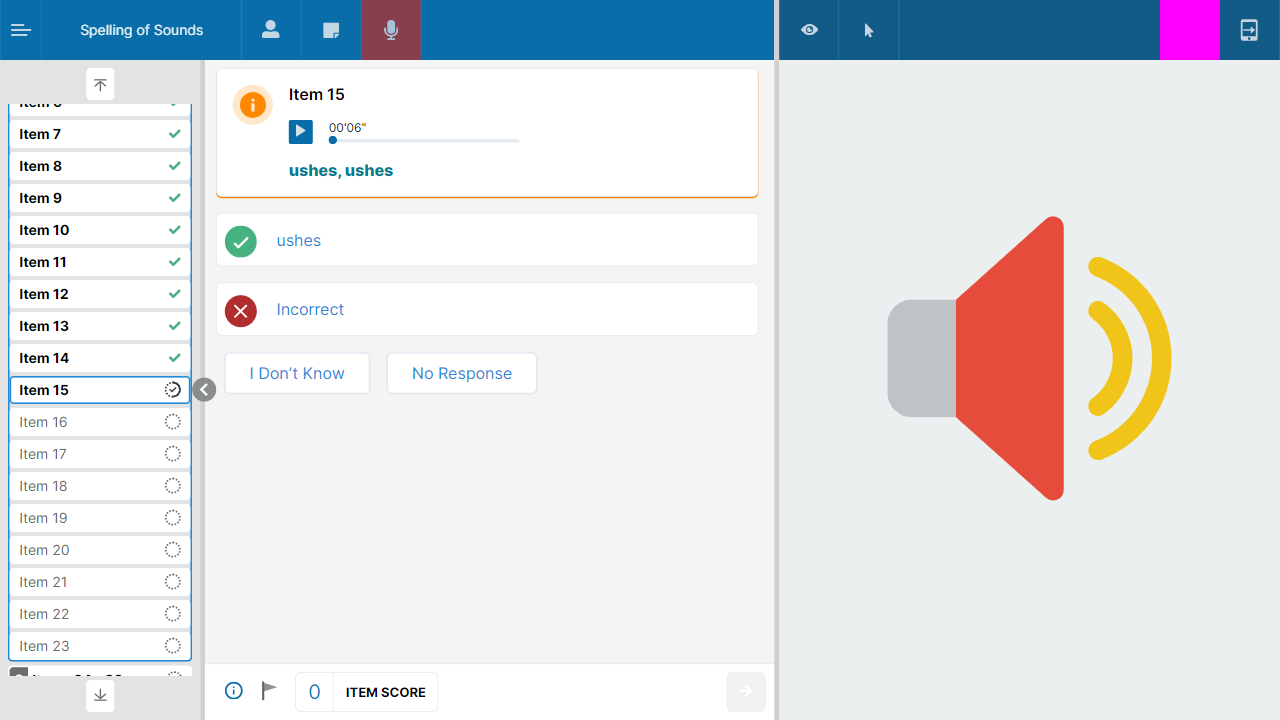 Spelling of Sounds
Item 7
Item 8
Item 9
Item 10
Item 11
Item 12
Item 13
Item 14
Item 15
Item 16
Item 17
Item 18
Item 19
Item 20
Item 21
Item 22
Item 23
Item 15
00'06"
ushes, ushes
ushes
Incorrect
I Don’t Know
No Response
0 ITEM SCORE